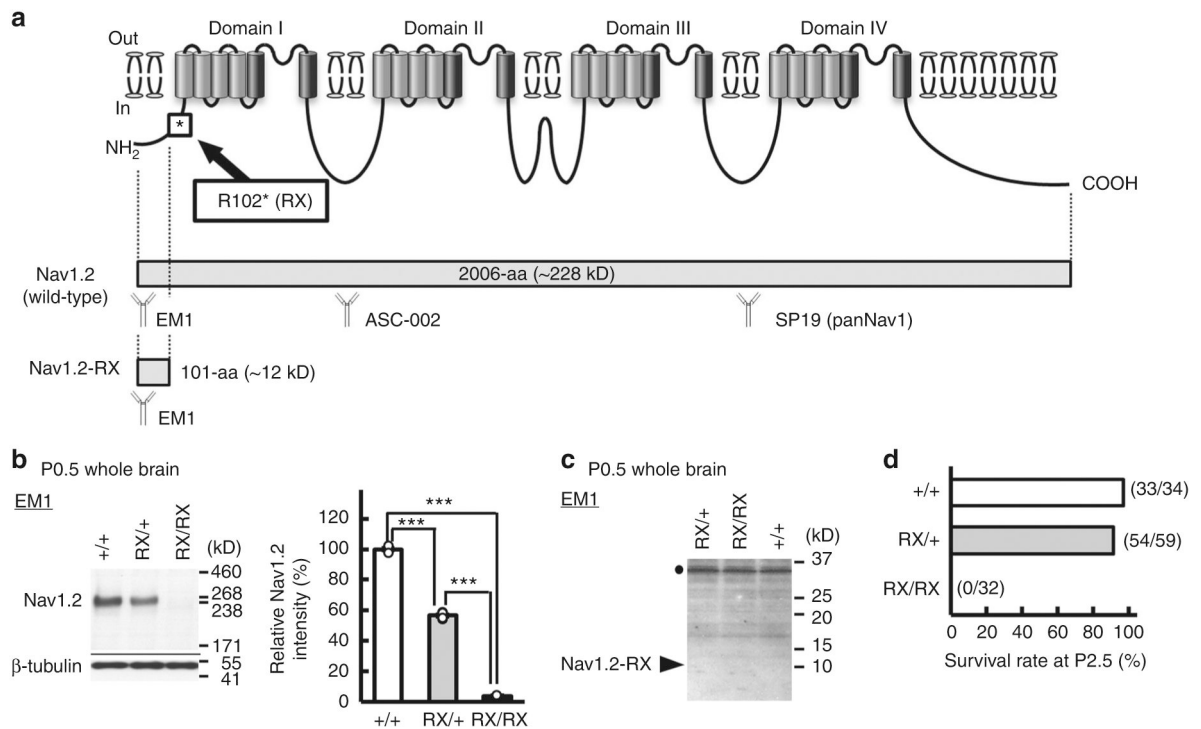 a
Domain I
Domain II
Domain III
Domain IV
Out
In
*
NH2
R102* (RX)
COOH
Nav1.2
(wild-type)
2006-aa (~228 kD)
EM1
ASC-002
SP19 (panNav1)
Nav1.2-RX
101-aa (~12 kD)
EM1
b
P0.5 whole brain
EM1
+/+
RX/+
RX/RX
(kD)
460
268
238
171
55
41
Nav1.2
β-tubulin
Relative Nav1.2
intensity (%)
120
100
80
60
40
20
0
***
***
***
+/+
RX/+
RX/RX
c
P0.5 whole brain
EM1
RX/+
RX/RX
+/+
(kD)
37
25
20
15
10
Nav1.2-RX
d
+/+
(33/34)
RX/+
(54/59)
RX/RX
(0/32)
0 20 40 60 80 100
Survival rate at P2.5 (%)